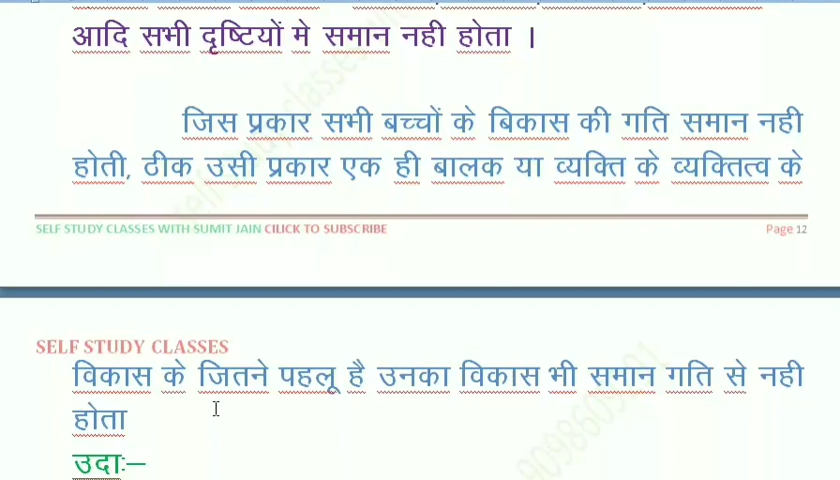 आदि सभी दृष्टियों मे समान नही होता ।
जिस प्रकार सभी बच्चों के बिकास की गति समान नही
होती, ठीक उसी प्रकार एक ही बालक या व्यक्ति के व्यक्तित्व के
SELF STUDY CLASSES WITH SUMIT JAIN CILICK TO SUBSCRIBE Page 12
SELF STUDY CLASSES
विकास के जितने पहलू है उनका विकास भी समान गति से नही
होता
उदाः–